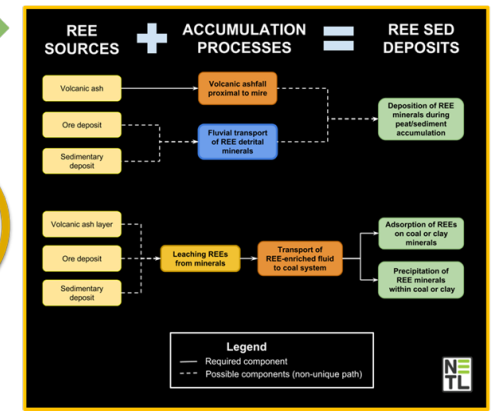 REE SOURCES
+
ACCUMULATION PROCESSES
=
REE SED DEPOSITS
Volcanic ash
Volcanic ashfall
proximal to mire
Ore deposit
Fluvial transport
of REE detrital
minerals
Sedimentary
deposit
Deposition of REE
minerals during
peat/sediment
accumulation
Volcanic ash layer
Ore deposit
Sedimentary
deposit
Leaching REEs
from minerals
Transport of
REE-enriched fluid
to coal system
Adsorption of REEs
on coal or clay
minerals
Precipitation of
REE minerals
within coal or clay
Legend
Required component
Possible components (non-unique path)
NE
TL